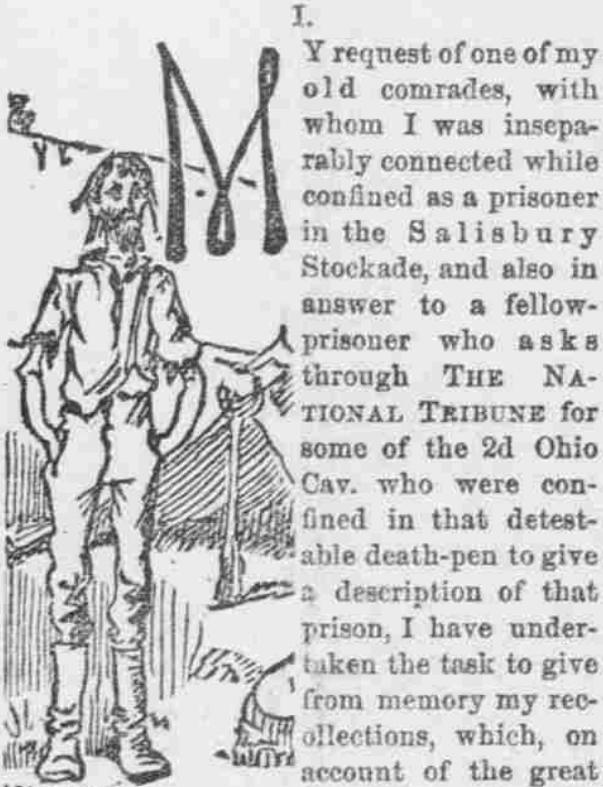 I.
MY request of one of my
old comrades, with
whom I was insepa-
rably connected while
confined as a prisoner
in the Salisbury
Stockade, and also in
answer to a fellow-
prisoner who asks
through THE NA-
TIONAL TRIBUNE for
some of the 2d Ohio
Cav. who were con-
fined in that detest-
able death-pen to give
a description of that
prison, I have under-
taken the task to give
from memory my rec-
ollections, which, on
account of the great